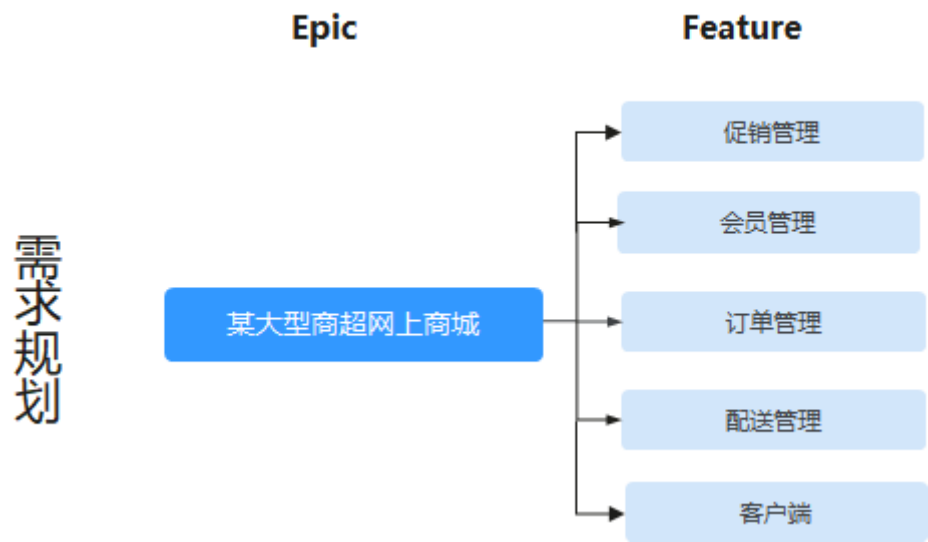 Epic
Feature
需求规划
某大型商超网上商城
促销管理
会员管理
订单管理
配送管理
客户端